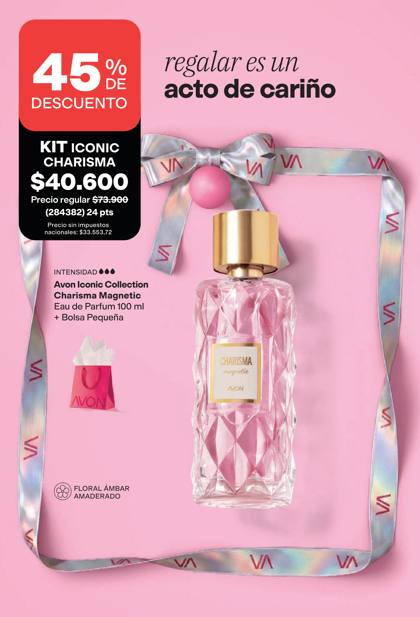 45%
DE
DESCUENTO
KIT ICONIC
CHARISMA
$40.600
Precio regular $73.900
(284382) 24 pts
Precio sin impuestos
nacionales: $33.553,72
regalar es un
acto de cariño
INTENSIDAD
Avon Iconic Collection
Charisma Magnetic
Eau de Parfum 100 ml
+ Bolsa Pequeña
AVON
CHARISMA
magnetic
AVON
FLORAL ÁMBAR
AMADERADO